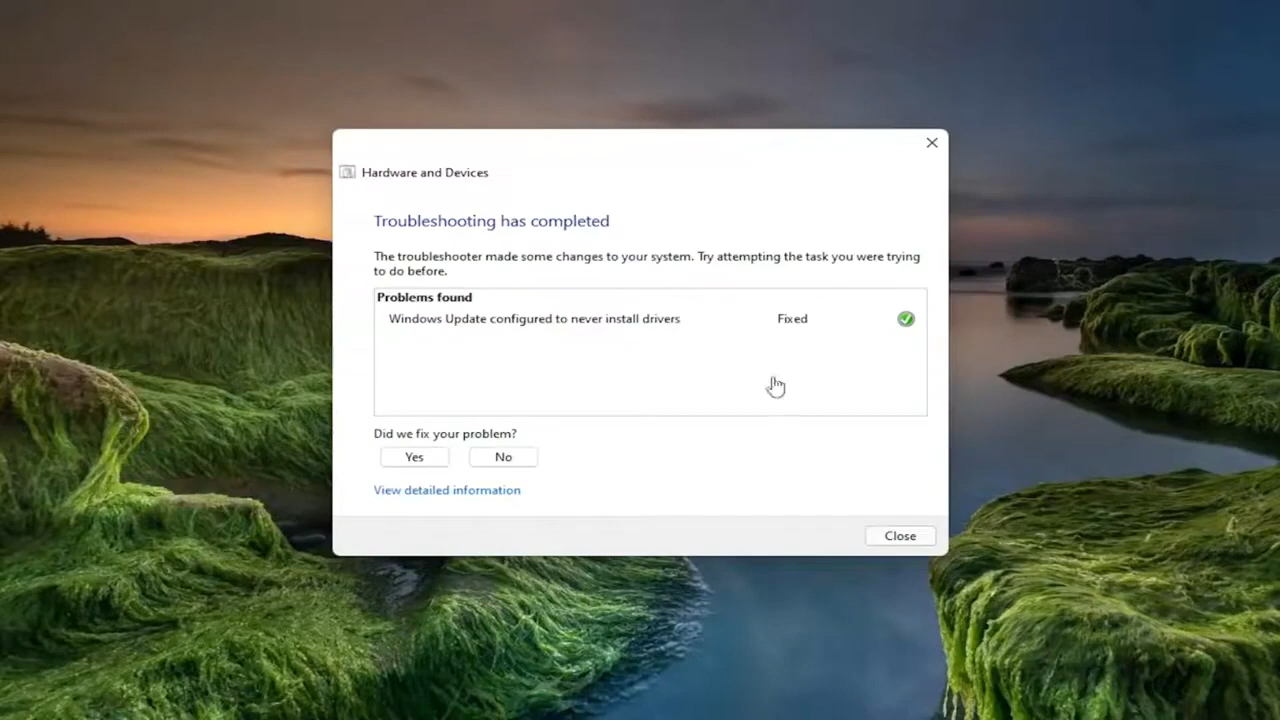 Hardware and Devices
Troubleshooting has completed
The troubleshooter made some changes to your system. Try attempting the task you were trying
to do before.
Problems found
Windows Update configured to never install drivers Fixed
Did we fix your problem?
Yes No
View detailed information
Close